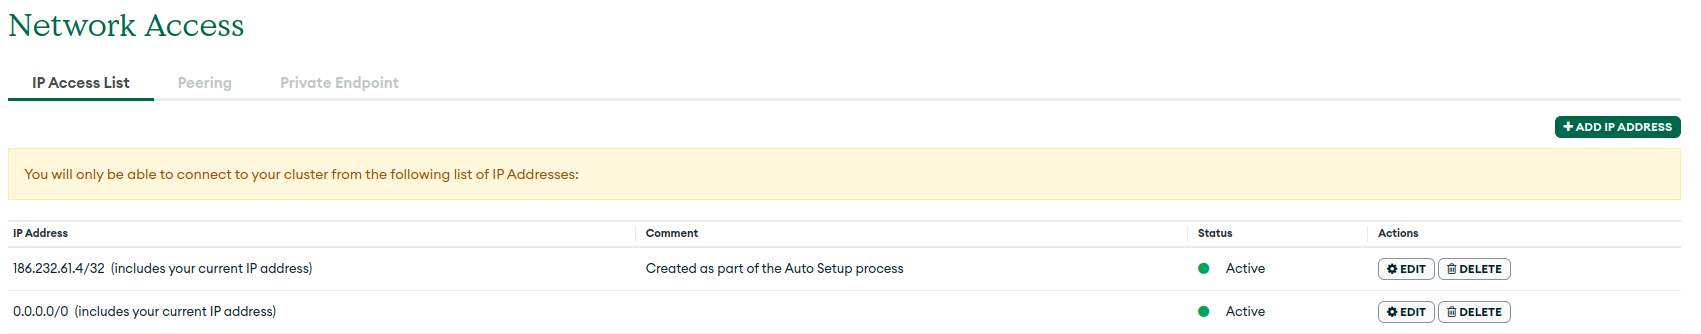 Network Access
IP Access List Peering Private Endpoint
+ ADD IP ADDRESS
You will only be able to connect to your cluster from the following list of IP Addresses:
IP Address Comment Status Actions
186.232.61.4/32 (includes your current IP address) Created as part of the Auto Setup process Active EDIT DELETE
0.0.0.0/0 (includes your current IP address) Active EDIT DELETE